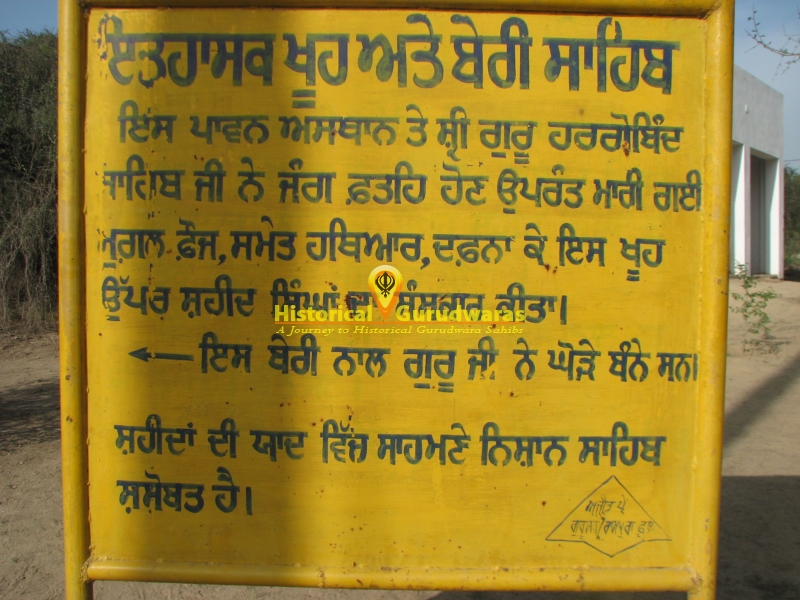 ਇਤਹਾਸਕ ਖੂਹ ਅਤੇ ਬੇਰੀ ਸਾਹਿਬ
ਇਸ ਪਾਵਨ ਅਸਥਾਨ ਤੇ ਸ਼੍ਰੀ ਗੁਰੂ ਹਰਗੋਬਿੰਦ
ਸਾਹਿਬ ਜੀ ਨੇ ਜੰਗ ਫ਼ਤਹਿ ਹੋਣ ਉਪਰੰਤ ਮਾਰੀ ਗਈ
ਮੁਗਲ ਫ਼ੌਜ, ਸਮੇਤ ਹਥਿਆਰ, ਦਫ਼ਨਾ ਕੇ ਇਸ ਖੂਹ
ਉੱਪਰ ਸ਼ਹੀਦ ਸਿੰਘਾਂ ਦਾ ਸੰਸਕਾਰ ਕੀਤਾ।
Historical Gurudwaras
A Journey to Historical Gurudwara Sahibs
← ਇਸ ਬੇਰੀ ਨਾਲ ਗੁਰੂ ਜੀ ਨੇ ਘੋੜੇ ਬੰਨੇ ਸਨ।
ਸ਼ਹੀਦਾਂ ਦੀ ਯਾਦ ਵਿੱਚ ਸਾਹਮਣੇ ਨਿਸ਼ਾਨ ਸਾਹਿਬ
ਸ਼ਸ਼ੋਬਤ ਹੈ।